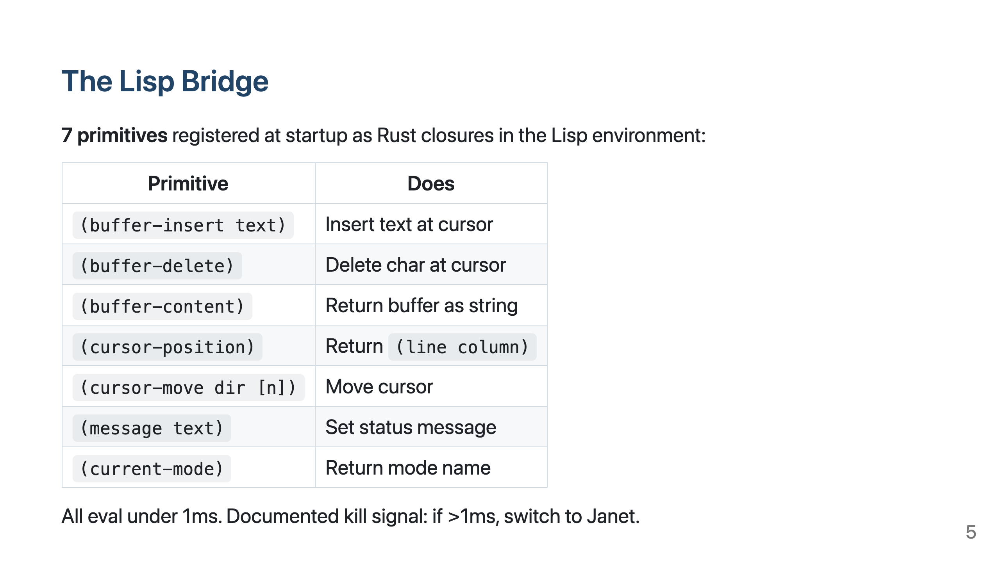 The Lisp Bridge
7 primitives registered at startup as Rust closures in the Lisp environment:
Primitive Does
(buffer-insert text) Insert text at cursor
(buffer-delete) Delete char at cursor
(buffer-content) Return buffer as string
(cursor-position) Return (line column)
(cursor-move dir [n]) Move cursor
(message text) Set status message
(current-mode) Return mode name
All eval under 1ms. Documented kill signal: if >1ms, switch to Janet.
5